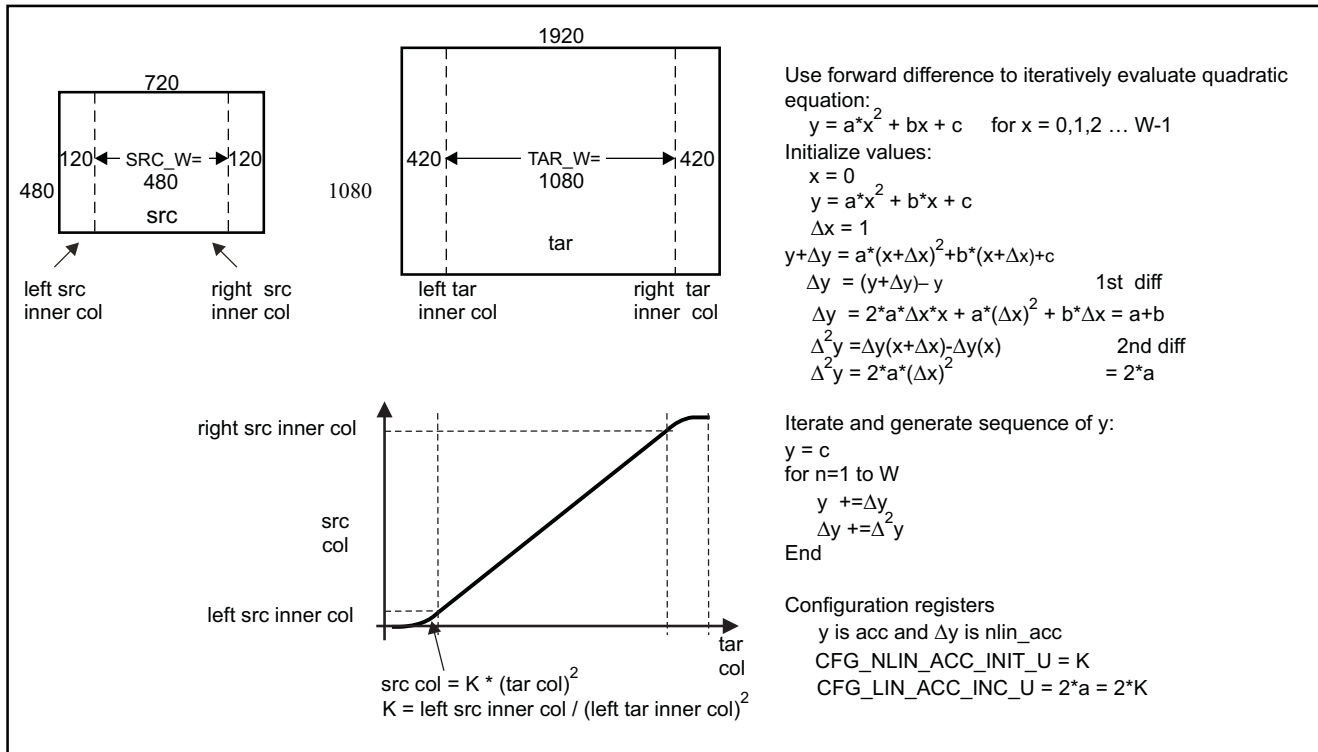 720
120
SRC_W=
120
480
480
src
left src
inner col
right src
inner col
1920
420
TAR_W=
420
1080
1080
tar
left tar
inner col
right tar
inner col
right src inner col
src
col
left src inner col
tar
col
src col = K * (tar col)²
K = left src inner col / (left tar inner col)²
Use forward difference to iteratively evaluate quadratic
equation:
y = a*x² + bx + c for x = 0,1,2 … W-1
Initialize values:
x = 0
y = a*x² + b*x + c
Δx = 1
y+Δy = a*(x+Δx)²+b*(x+Δx)+c
Δy = (y+Δy)– y 1st diff
Δy = 2*a*Δx*x + a*(Δx)² + b*Δx = a+b
Δ²y =Δy(x+Δx)-Δy(x) 2nd diff
Δ²y = 2*a*(Δx)² = 2*a
Iterate and generate sequence of y:
y = c
for n=1 to W
y +=Δy
Δy +=Δ²y
End
Configuration registers
y is acc and Δy is nlin_acc
CFG_NLIN_ACC_INIT_U = K
CFG_LIN_ACC_INC_U = 2*a = 2*K